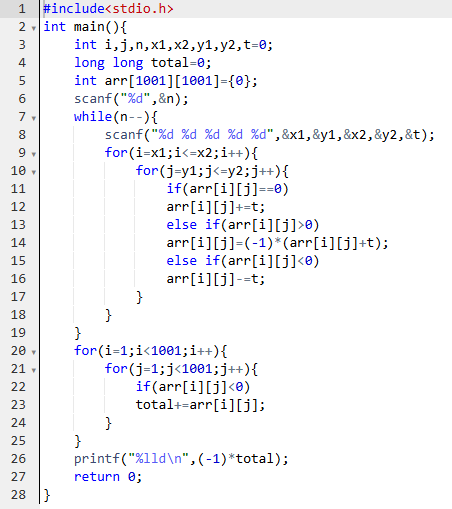 1 #include<stdio.h>
2 int main(){
3 int i,j,n,x1,x2,y1,y2,t=0;
4 long long total=0;
5 int arr[1001][1001]={0};
6 scanf("%d",&n);
7 while(n--){
8 scanf("%d %d %d %d %d",&x1,&y1,&x2,&y2,&t);
9 for(i=x1;i<=x2;i++){
10 for(j=y1;j<=y2;j++){
11 if(arr[i][j]==0)
12 arr[i][j]+=t;
13 else if(arr[i][j]>0)
14 arr[i][j]=(-1)*(arr[i][j]+t);
15 else if(arr[i][j]<0)
16 arr[i][j]-=t;
17 }
18 }
19 }
20 for(i=1;i<1001;i++){
21 for(j=1;j<1001;j++){
22 if(arr[i][j]<0)
23 total+=arr[i][j];
24 }
25 }
26 printf("%lld\n",(-1)*total);
27 return 0;
28 }